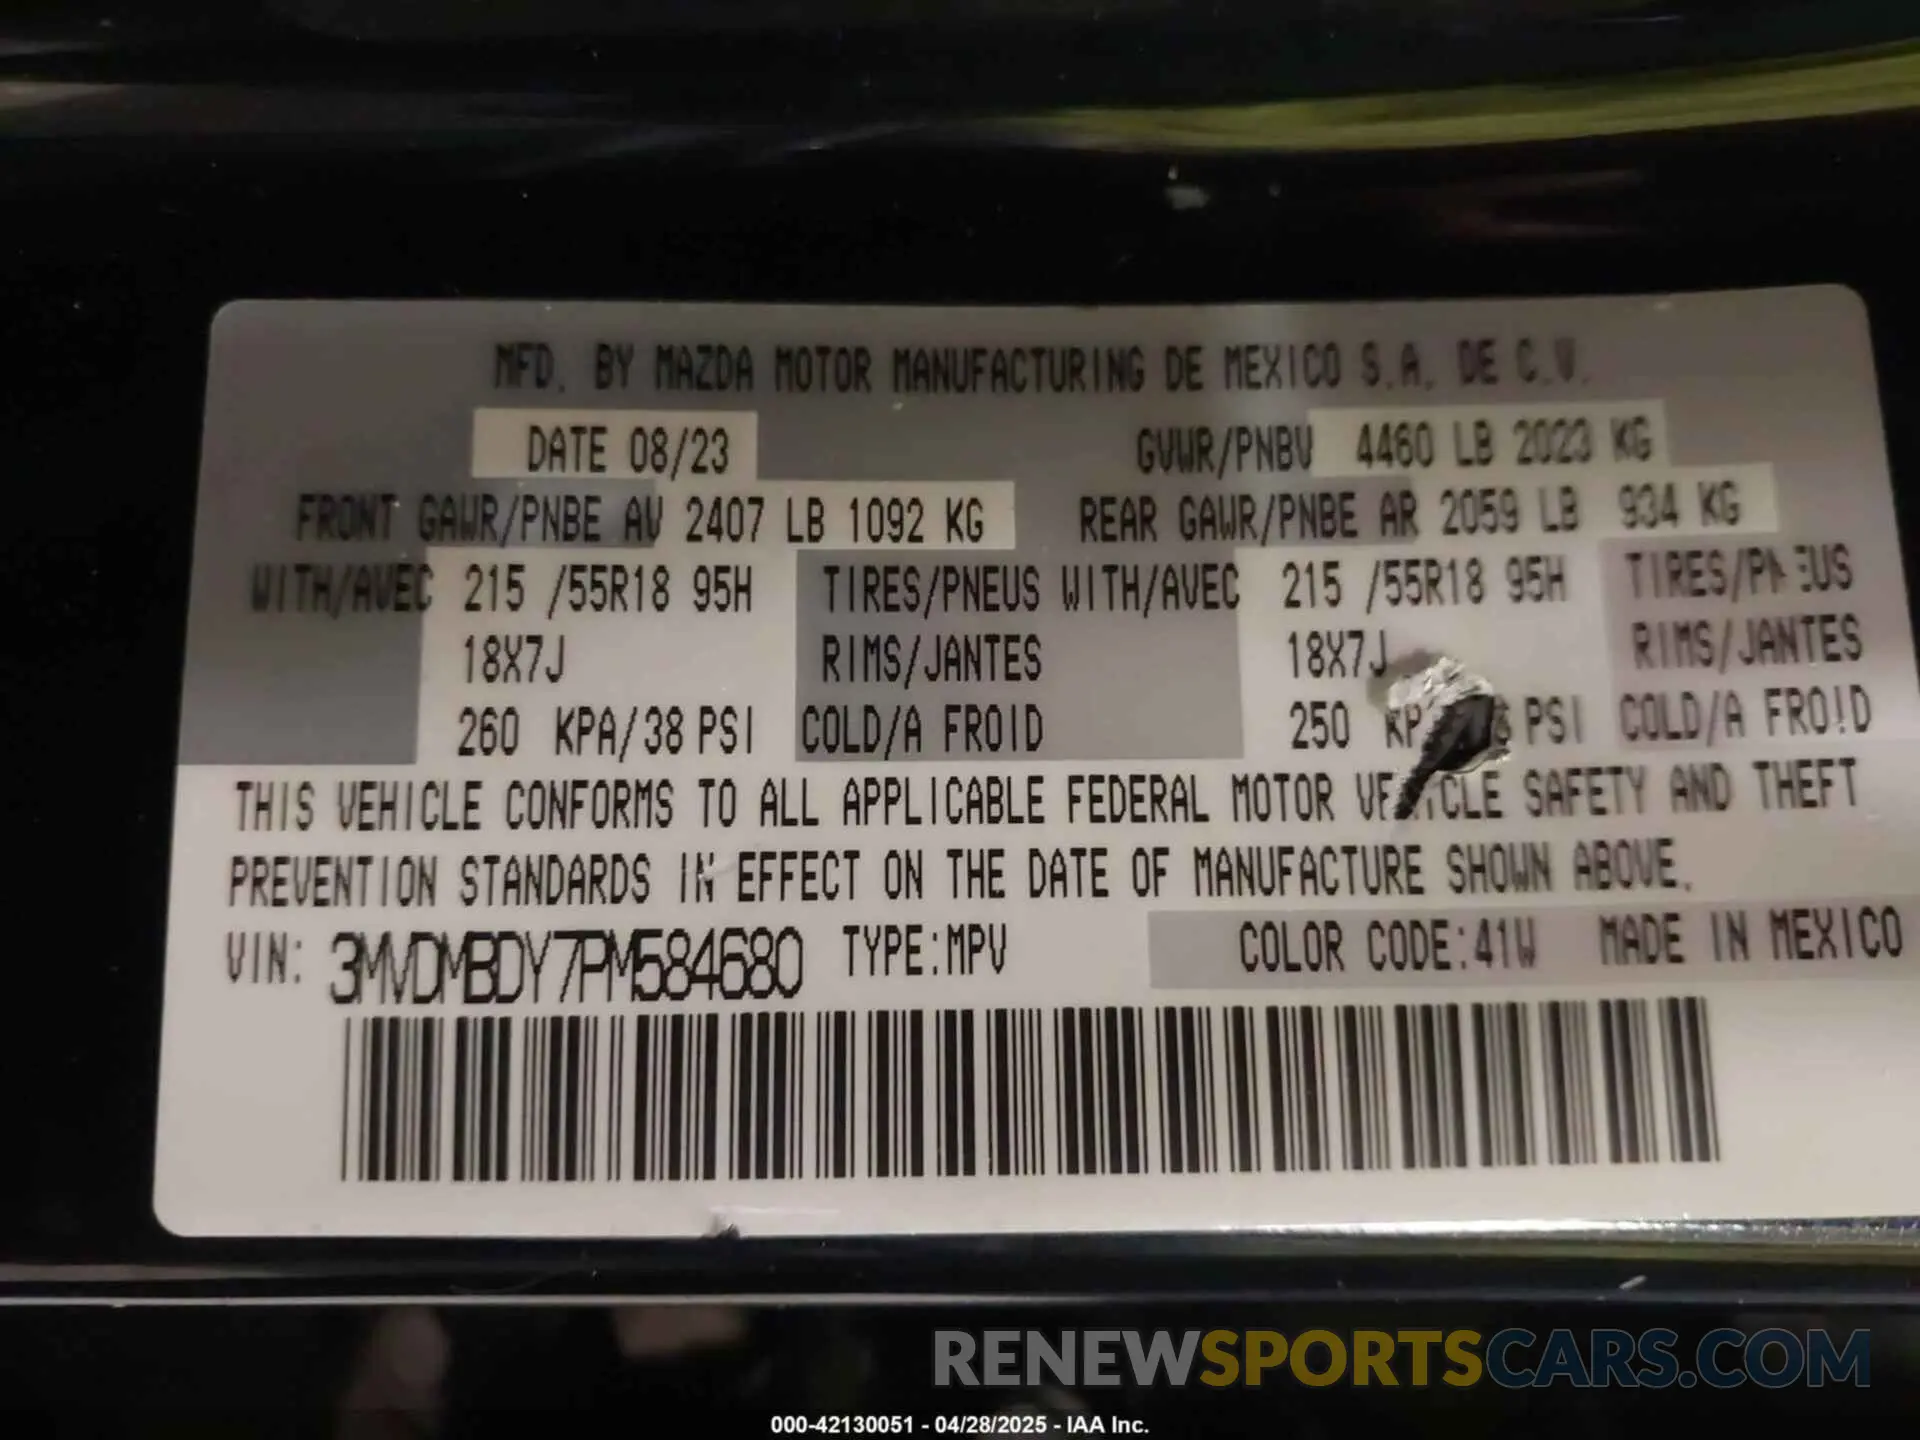 MFD. BY MAZDA MOTOR MANUFACTURING DE MEXICO S.A. DE C.V.
DATE 08/23 GVWR/PNBV 4460 LB 2023 KG
FRONT GAWR/PNBE AV 2407 LB 1092 KG REAR GAWR/PNBE AR 2059 LB 934 KG
WITH/AVEC 215 /55R18 95H TIRES/PNEUS WITH/AVEC 215 /55R18 95H TIRES/PNEUS
18X7J RIMS/JANTES 18X7J RIMS/JANTES
260 KPA/38 PSI COLD/A FROID 250 PSI COLD/A FROID
THIS VEHICLE CONFORMS TO ALL APPLICABLE FEDERAL MOTOR VEHICLE SAFETY AND THEFT
PREVENTION STANDARDS IN EFFECT ON THE DATE OF MANUFACTURE SHOWN ABOVE.
VIN: 3MVDMBDY7PM584680 TYPE:MPV COLOR CODE:41W MADE IN MEXICO
RENEWSPORTSCARS.COM
000-42130051 - 04/28/2025 - IAA Inc.